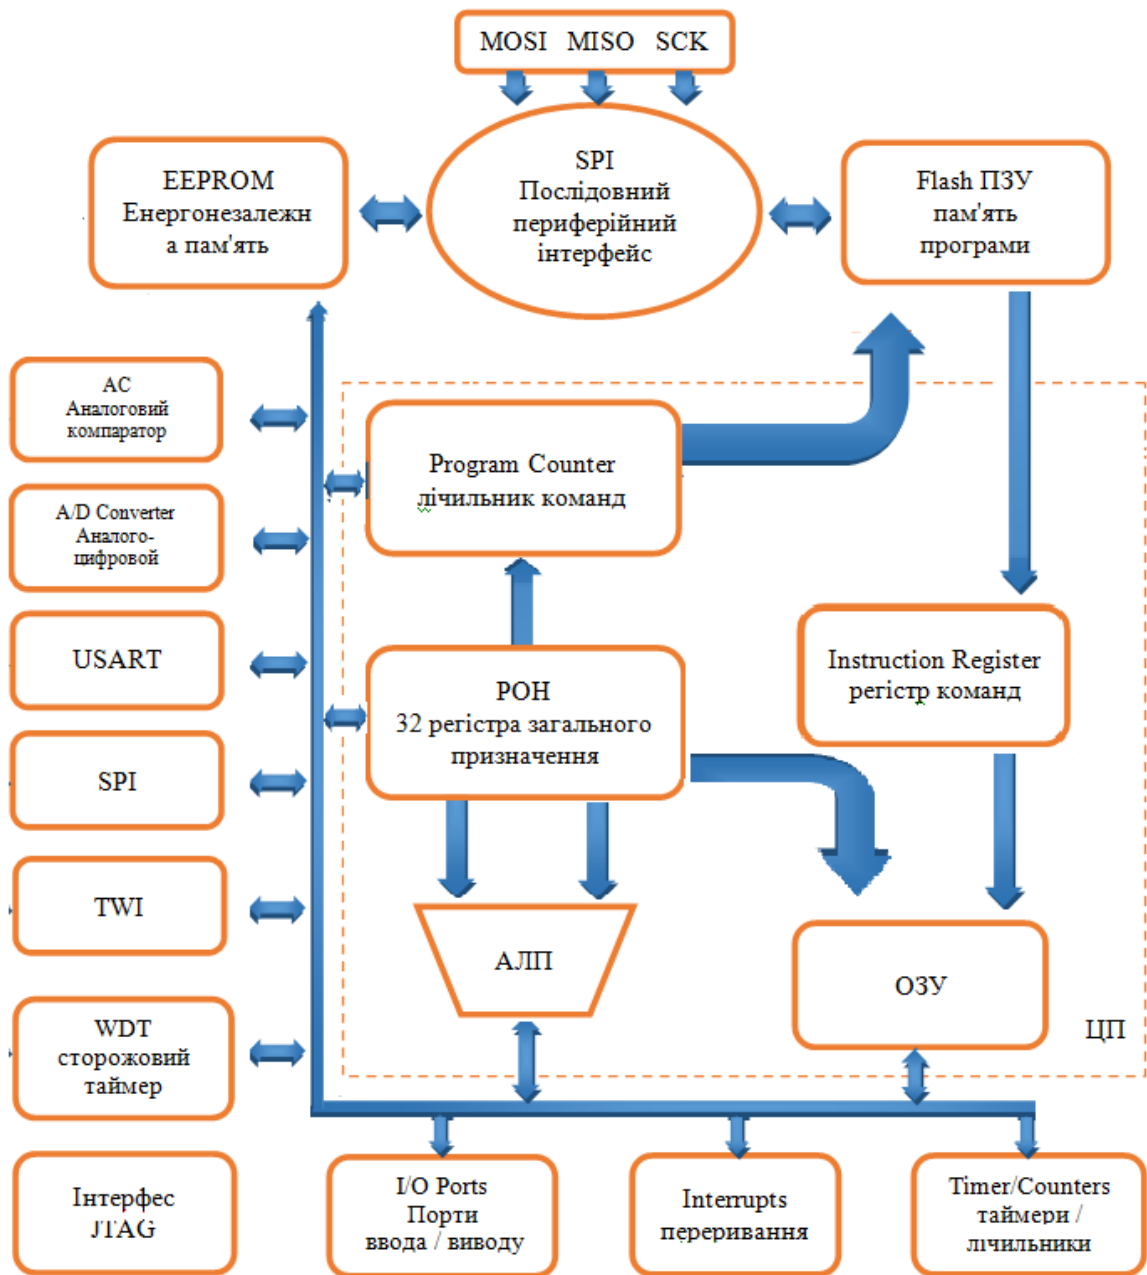 MOSI MISO SCK
SPI
Послідовний
периферійний
інтерфейс
EEPROM
Енергонезалежн
а пам'ять
Flash ПЗУ
пам'ять
програми
AC
Аналоговий
компаратор
Program Counter
лічильник команд
A/D Converter
Аналого-
цифровой
USART
Instruction Register
регістр команд
РОН
32 регістра загального
призначення
SPI
TWI
АЛП
ОЗУ
ЦП
WDT
сторожовий
таймер
Інтерфес
JTAG
I/O Ports
Порти
ввода / виводу
Interrupts
переривання
Timer/Counters
таймери /
лічильники